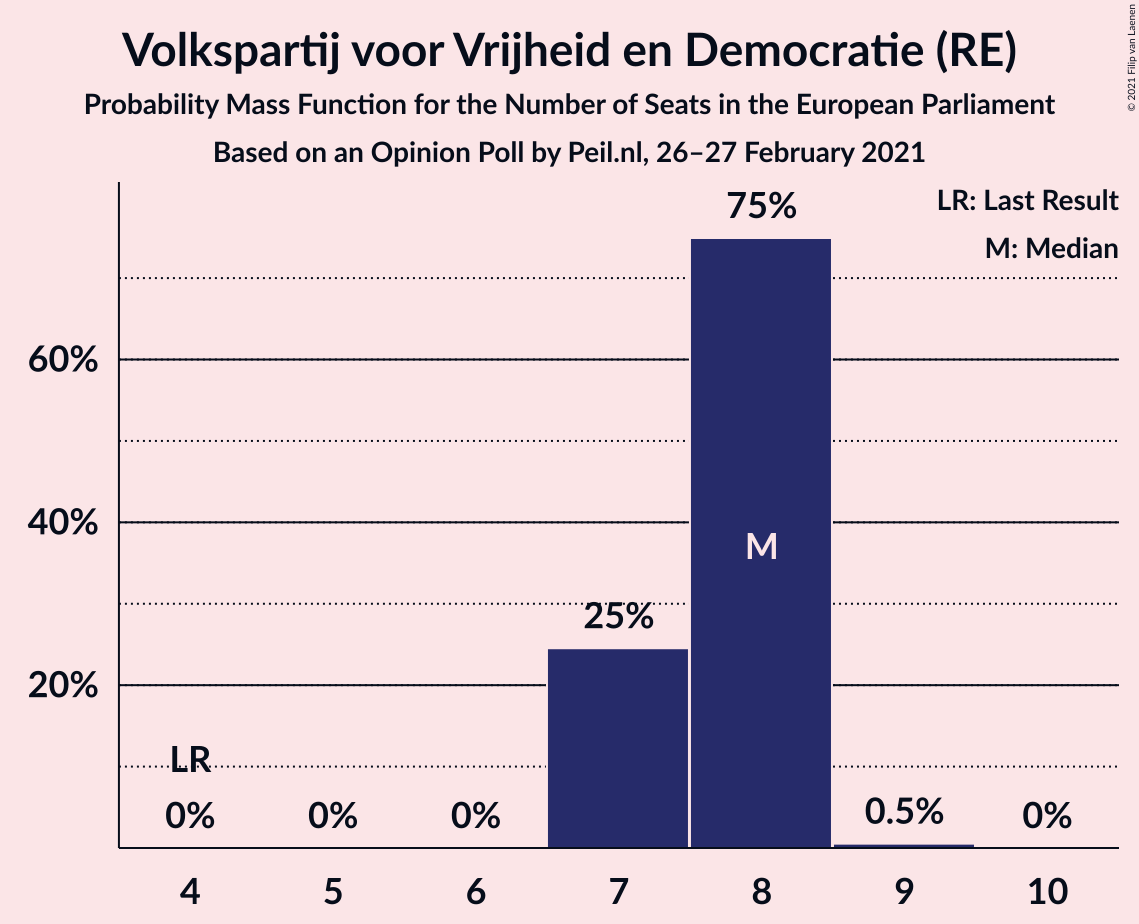 Volkspartij voor Vrijheid en Democratie (RE)
Probability Mass Function for the Number of Seats in the European Parliament
Based on an Opinion Poll by Peil.nl, 26–27 February 2021
© 2021 Filip van Laenen
LR: Last Result
M: Median
75%
60%
40%
M
25%
20%
LR
0% 0% 0% 0.5% 0%
4 5 6 7 8 9 10